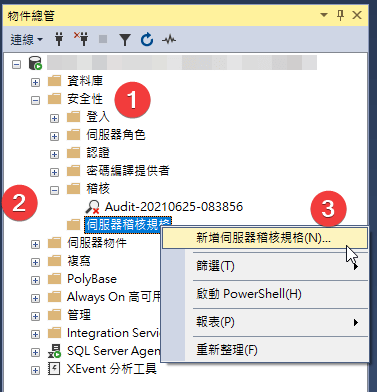 物件總管
連線
資料庫
安全性
1
登入
伺服器角色
認證
密碼編譯提供者
稽核
Audit-20210625-083856
2
伺服器稽核規格
3
新增伺服器稽核規格(N)...
伺服器物件
複寫
篩選(T)
PolyBase
啟動 PowerShell(H)
Always On 高可用
管理
報表(P)
Integration Servic
SQL Server Agen
重新整理(F)
XEvent 分析工具